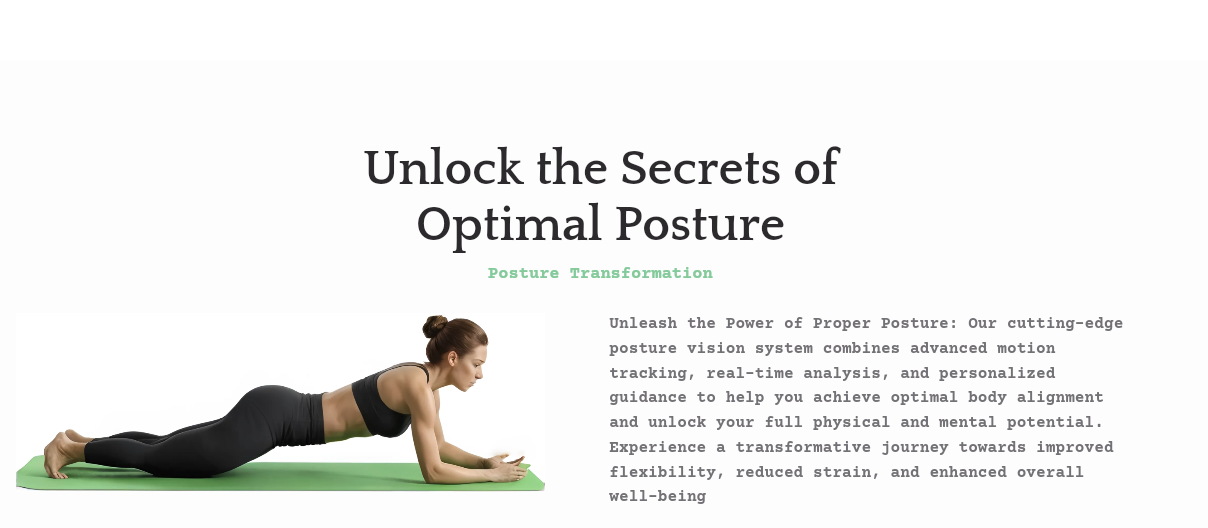 Unlock the Secrets of
Optimal Posture
Posture Transformation
Unleash the Power of Proper Posture: Our cutting-edge
posture vision system combines advanced motion
tracking, real-time analysis, and personalized
guidance to help you achieve optimal body alignment
and unlock your full physical and mental potential.
Experience a transformative journey towards improved
flexibility, reduced strain, and enhanced overall
well-being